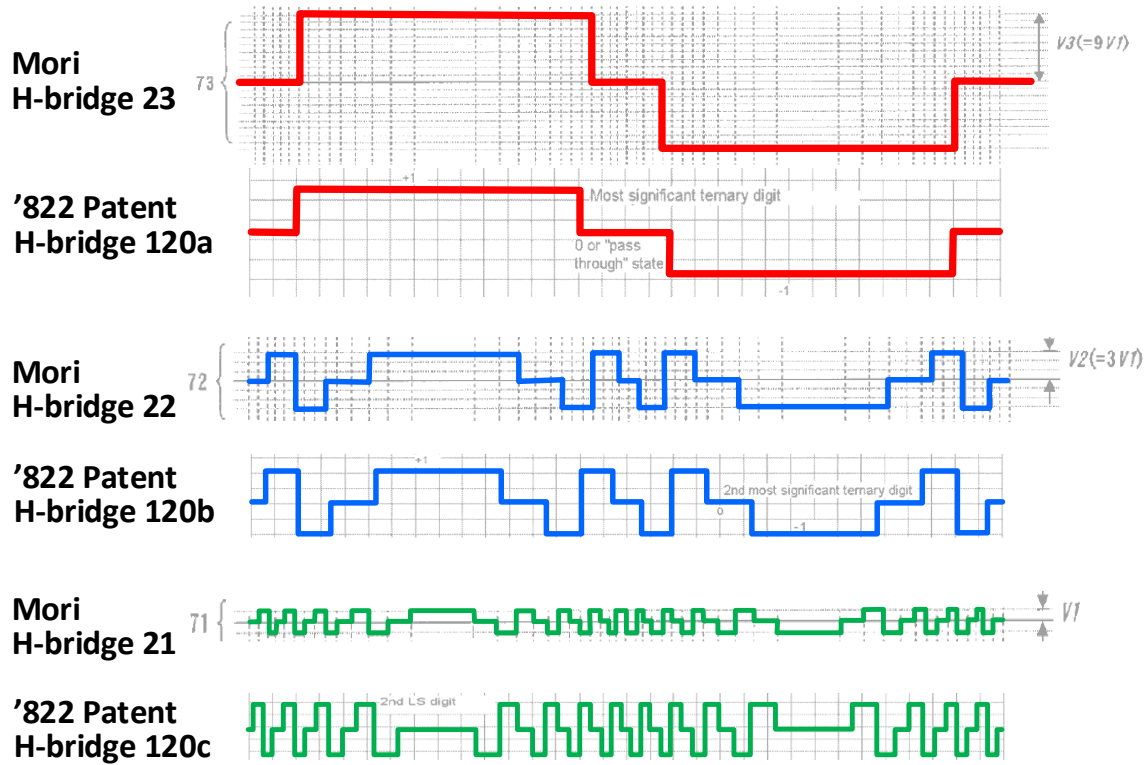 Mori
H-bridge 23
73
V3(=9V1)
’822 Patent
H-bridge 120a
+1
Most significant ternary digit
0 or "pass
through" state
-1
Mori
H-bridge 22
72
V2(=3V1)
’822 Patent
H-bridge 120b
+1
2nd most significant ternary digit
0
-1
Mori
H-bridge 21
71
V1
’822 Patent
H-bridge 120c
2nd LS digit